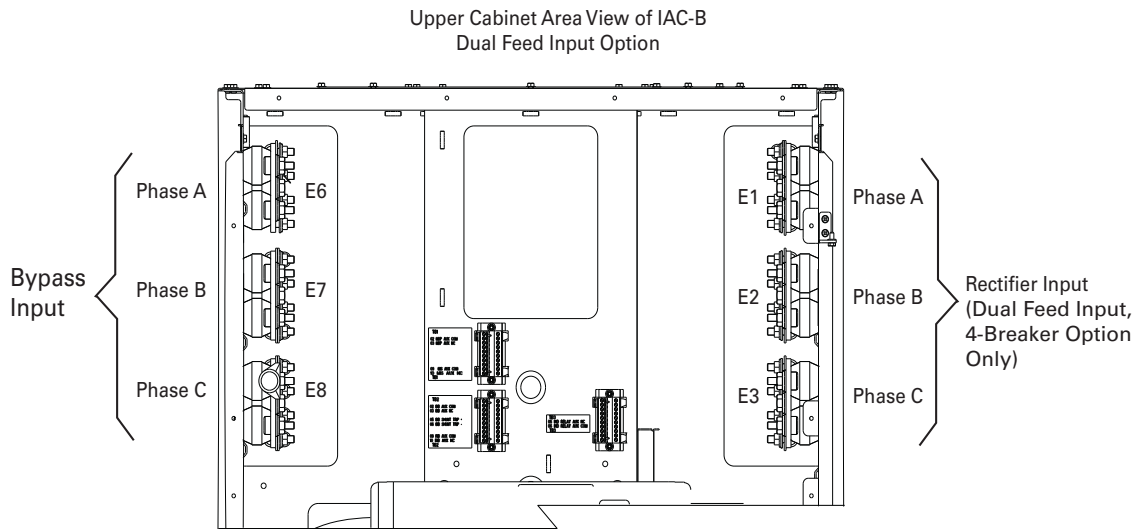 Upper Cabinet Area View of IAC-B
Dual Feed Input Option
Bypass
Input
Phase A
E6
Phase B
E7
Phase C
E8
E1
Phase A
E2
Phase B
E3
Phase C
Rectifier Input
(Dual Feed Input,
4-Breaker Option
Only)